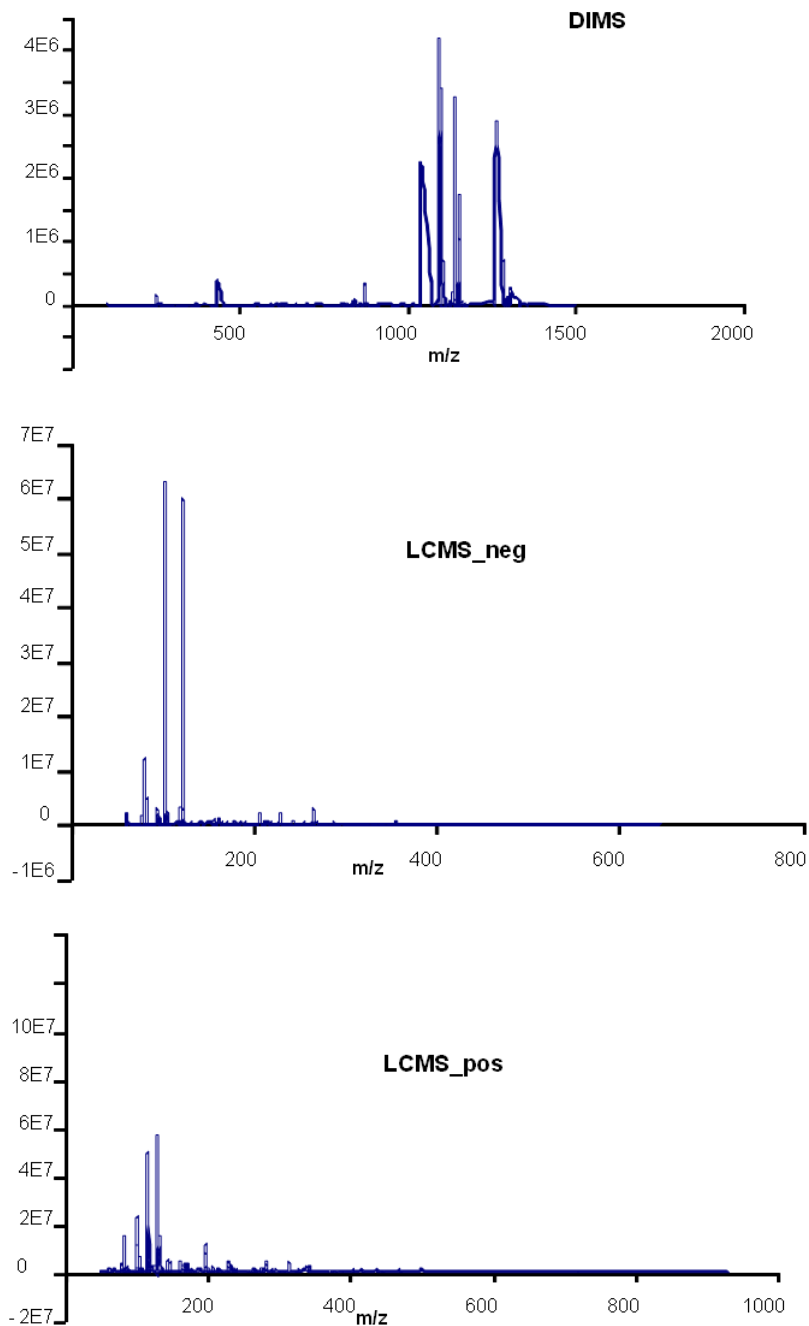 DIMS
4E6
3E6
2E6
1E6
0
500 1000 1500 2000
m/z
7E7
6E7
5E7
LCMS_neg
4E7
3E7
2E7
1E7
0
-1E6
200 400 600 800
m/z
10E7
LCMS_pos
8E7
6E7
4E7
2E7
0
-2E7
200 400 600 800 1000
m/z